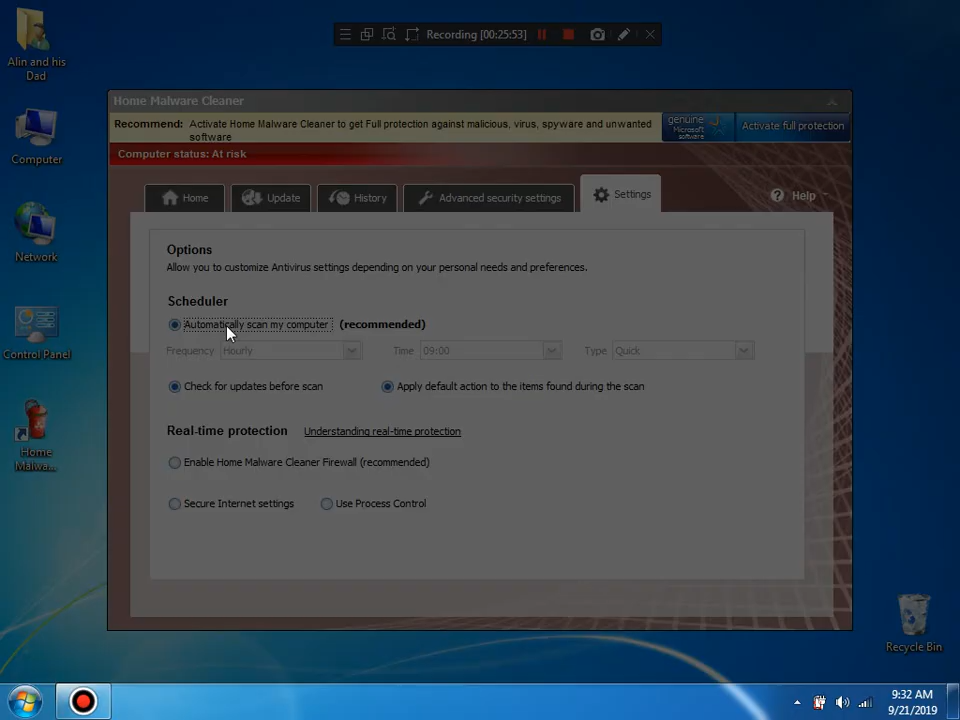 Recording [00:25:53]
Alin and his
Dad
Computer
Network
Control Panel
Home
Malwa...
Home Malware Cleaner
Recommend: Activate Home Malware Cleaner to get Full protection against malicious, virus, spyware and unwanted
software
genuine
Microsoft
software
Activate full protection
Computer status: At risk
Home
Update
History
Advanced security settings
Settings
Help
Options
Allow you to customize Antivirus settings depending on your personal needs and preferences.
Scheduler
Automatically scan my computer (recommended)
Frequency Hourly Time 09:00 Type Quick
Check for updates before scan Apply default action to the items found during the scan
Real-time protection Understanding real-time protection
Enable Home Malware Cleaner Firewall (recommended)
Secure Internet settings Use Process Control
Recycle Bin
9:32 AM
9/21/2019